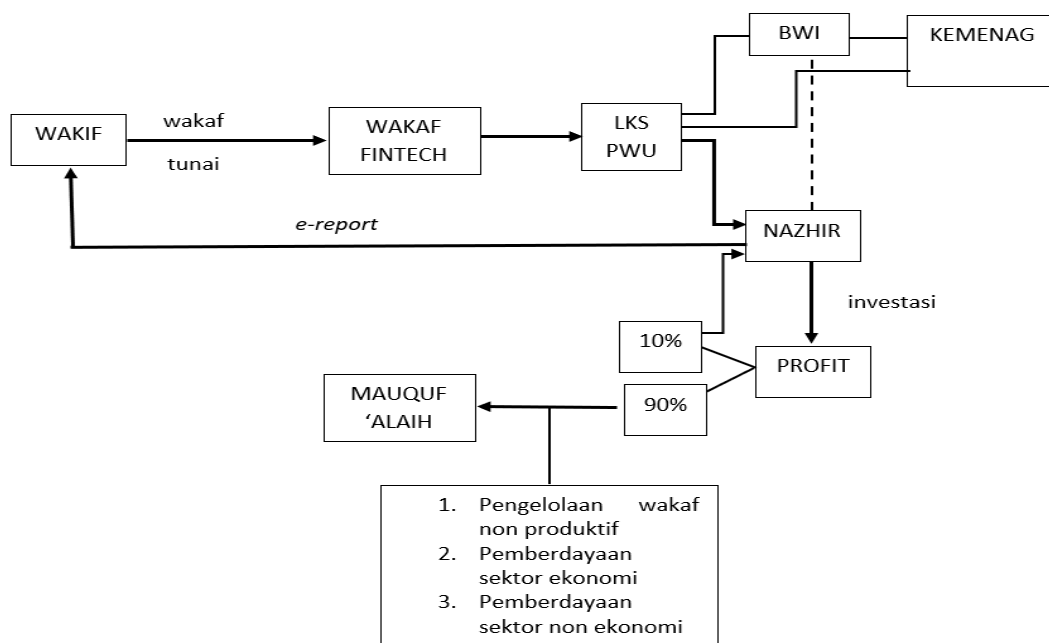 BWI
KEMENAG
WAKIF
wakaf
tunai
WAKAF
FINTECH
LKS
PWU
e-report
NAZHIR
investasi
10%
PROFIT
90%
MAUQUF
‘ALAIH
1. Pengelolaan wakaf
non produktif
2. Pemberdayaan
sektor ekonomi
3. Pemberdayaan
sektor non ekonomi